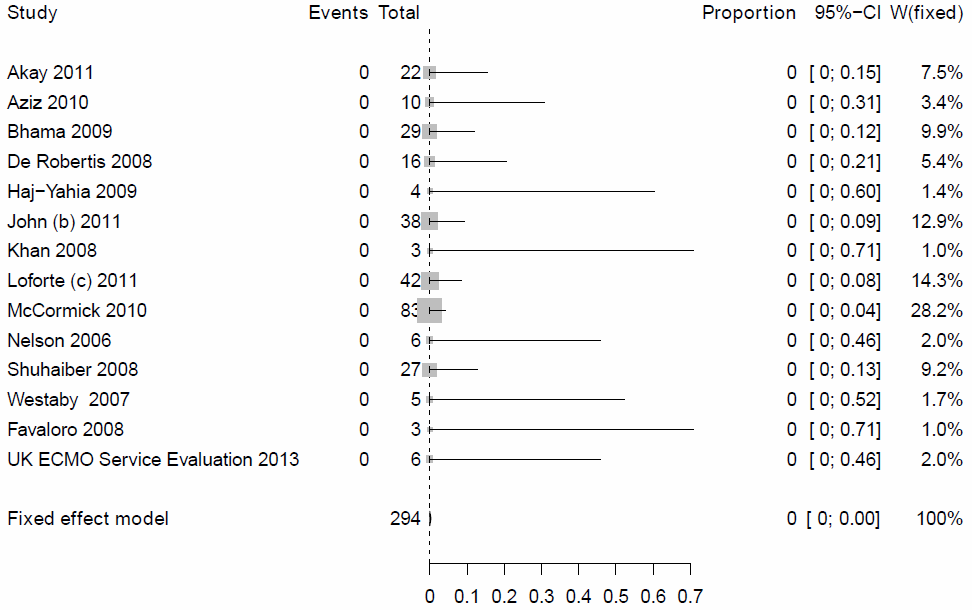 Study Events Total Proportion 95%−CI W(fixed)
Akay 2011 0 22 0 [ 0; 0.15] 7.5%
Aziz 2010 0 10 0 [ 0; 0.31] 3.4%
Bhama 2009 0 29 0 [ 0; 0.12] 9.9%
De Robertis 2008 0 16 0 [ 0; 0.21] 5.4%
Haj−Yahia 2009 0 4 0 [ 0; 0.60] 1.4%
John (b) 2011 0 38 0 [ 0; 0.09] 12.9%
Khan 2008 0 3 0 [ 0; 0.71] 1.0%
Loforte (c) 2011 0 42 0 [ 0; 0.08] 14.3%
McCormick 2010 0 83 0 [ 0; 0.04] 28.2%
Nelson 2006 0 6 0 [ 0; 0.46] 2.0%
Shuhaiber 2008 0 27 0 [ 0; 0.13] 9.2%
Westaby 2007 0 5 0 [ 0; 0.52] 1.7%
Favaloro 2008 0 3 0 [ 0; 0.71] 1.0%
UK ECMO Service Evaluation 2013 0 6 0 [ 0; 0.46] 2.0%
Fixed effect model 294 0 [ 0; 0.00] 100%
0 0.1 0.2 0.3 0.4 0.5 0.6 0.7